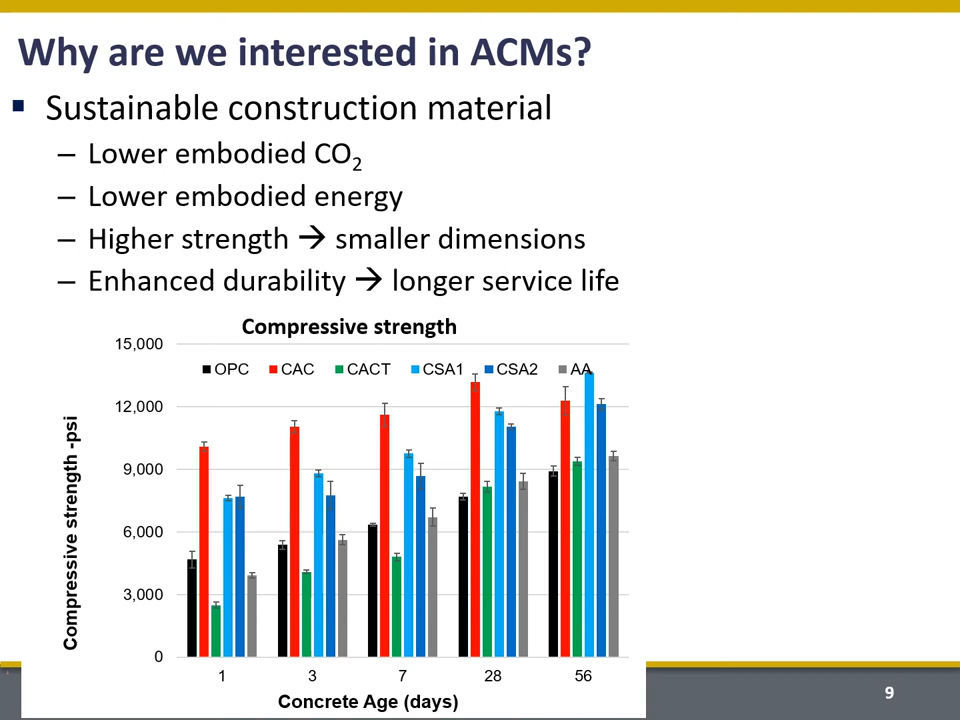 Why are we interested in ACMs?
▪ Sustainable construction material
– Lower embodied CO₂
– Lower embodied energy
– Higher strength → smaller dimensions
– Enhanced durability → longer service life
Compressive strength
15,000
OPC CAC CACT CSA1 CSA2 AA
12,000
9,000
6,000
3,000
0
Compressive strength -psi
1 3 7 28 56
Concrete Age (days)
9